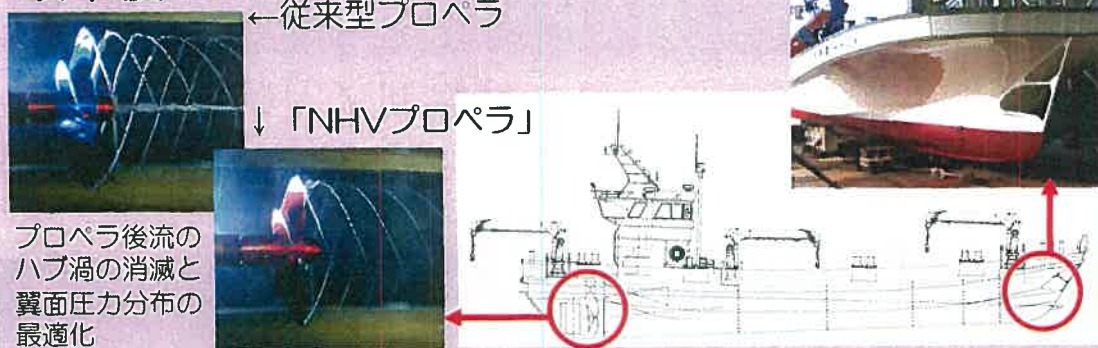 ←従来型プロペラ
↓「NHVプロペラ」
プロペラ後流の
ハブ渦の消滅と
翼面圧力分布の
最適化